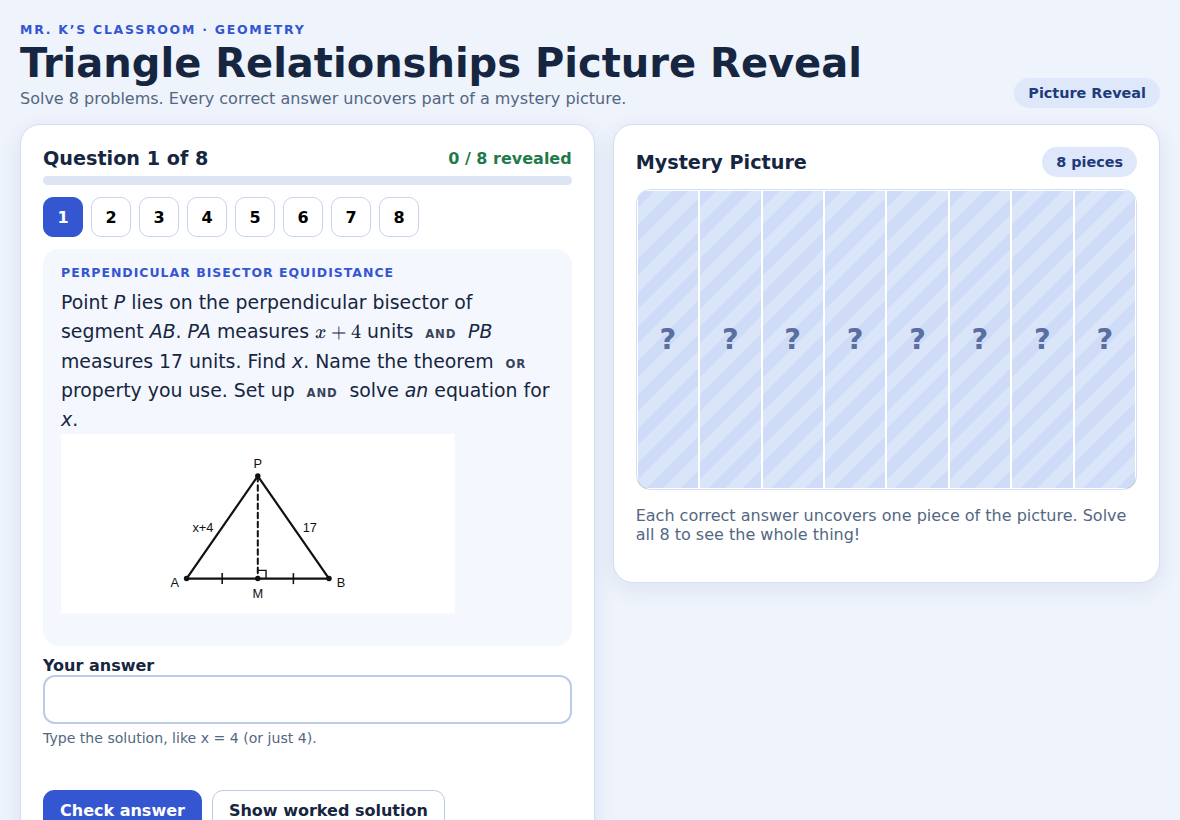 MR. K'S CLASSROOM · GEOMETRY
Triangle Relationships Picture Reveal
Solve 8 problems. Every correct answer uncovers part of a mystery picture.
Picture Reveal
Question 1 of 8
0 / 8 revealed
1 2 3 4 5 6 7 8
PERPENDICULAR BISECTOR EQUIDISTANCE
Point P lies on the perpendicular bisector of
segment AB. PA measures x + 4 units AND PB
measures 17 units. Find x. Name the theorem OR
property you use. Set up AND solve an equation for
x.
P
x+4 17
A B
M
Your answer
Type the solution, like x = 4 (or just 4).
Check answer
Show worked solution
Mystery Picture
8 pieces
? ? ? ? ? ? ? ?
Each correct answer uncovers one piece of the picture. Solve
all 8 to see the whole thing!